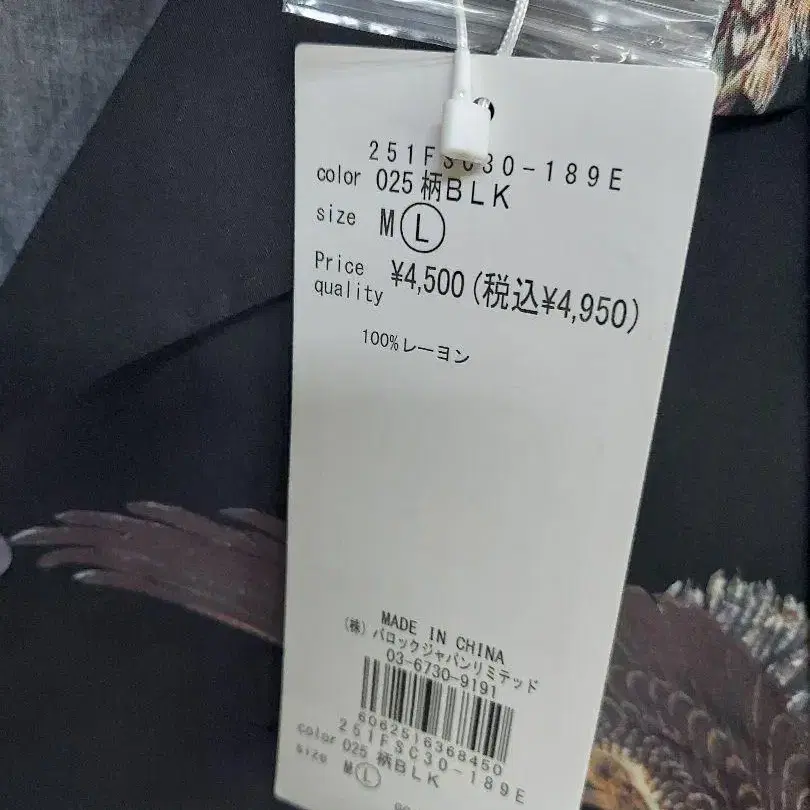 251FSC30-189E
color 025 柄BLK
size M L
Price ¥4,500 (税込¥4,950)
quality
100%レーヨン
MADE IN CHINA
(株) バロックジャパンリミテッド
03-6730-9191
6062516368450
251FSC30-189E
color 025 柄BLK
size M L